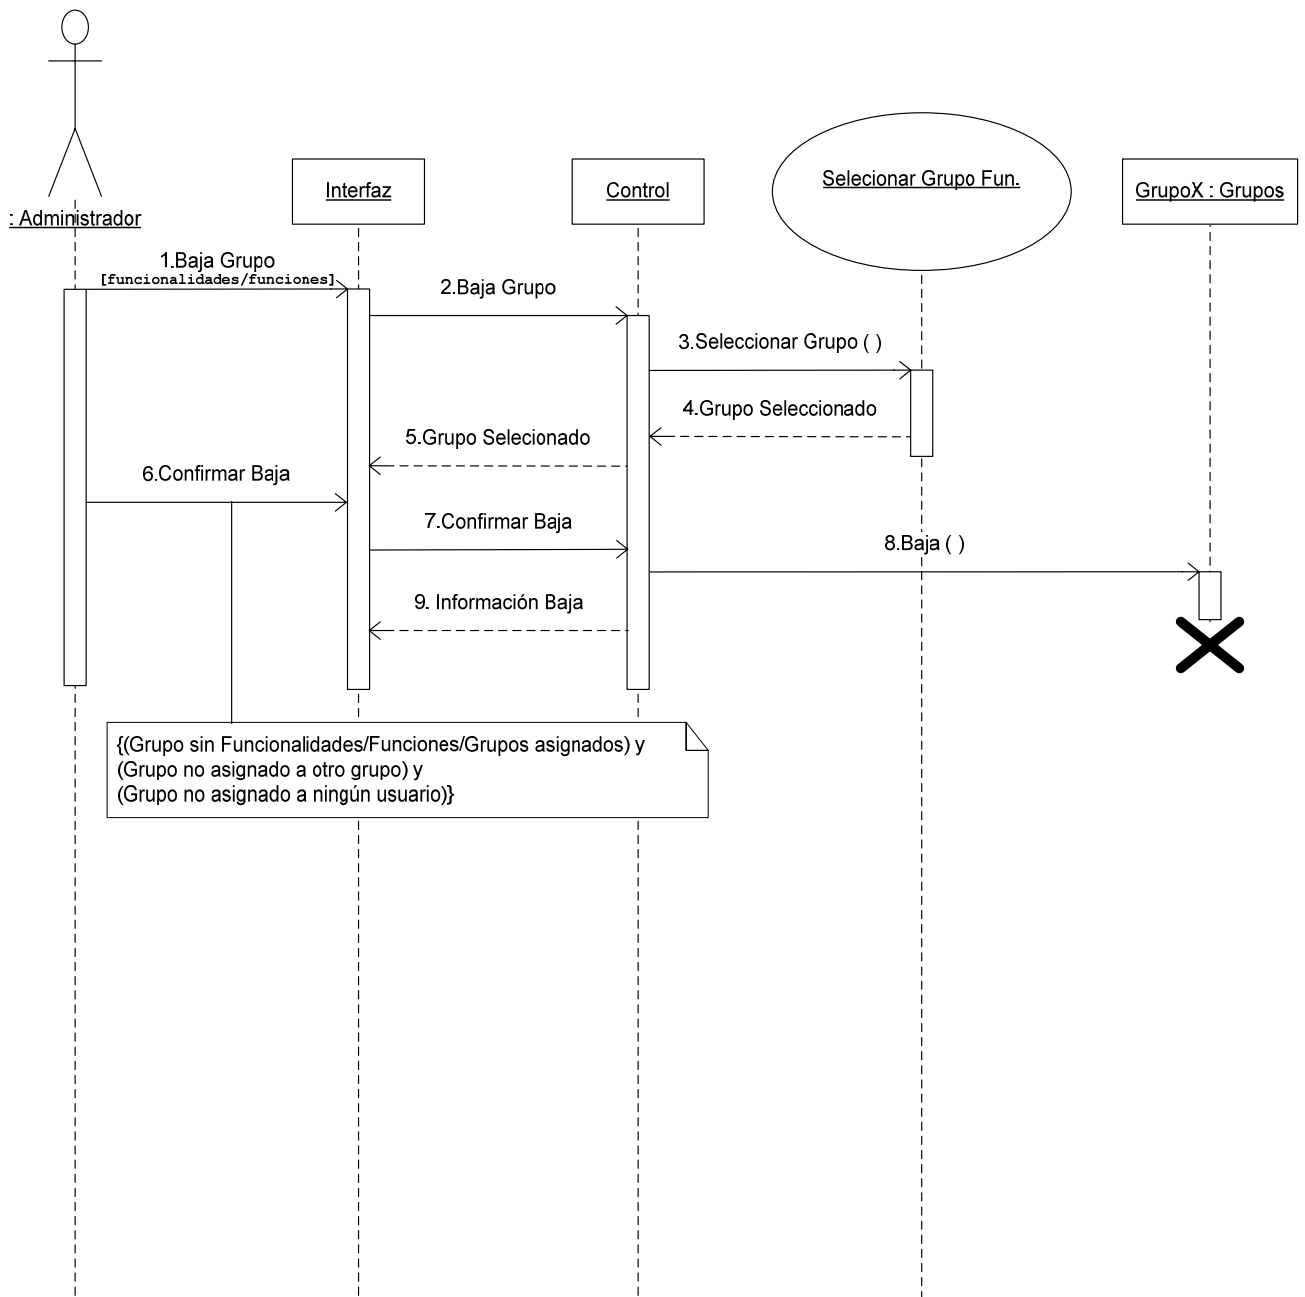 Selecionar Grupo Fun.
Interfaz
Control
GrupoX : Grupos
: Administrador
1.Baja Grupo
[funcionalidades/funciones]
2.Baja Grupo
3.Seleccionar Grupo ( )
4.Grupo Seleccionado
5.Grupo Selecionado
6.Confirmar Baja
7.Confirmar Baja
8.Baja ( )
9. Información Baja
{(Grupo sin Funcionalidades/Funciones/Grupos asignados) y
(Grupo no asignado a otro grupo) y
(Grupo no asignado a ningún usuario)}